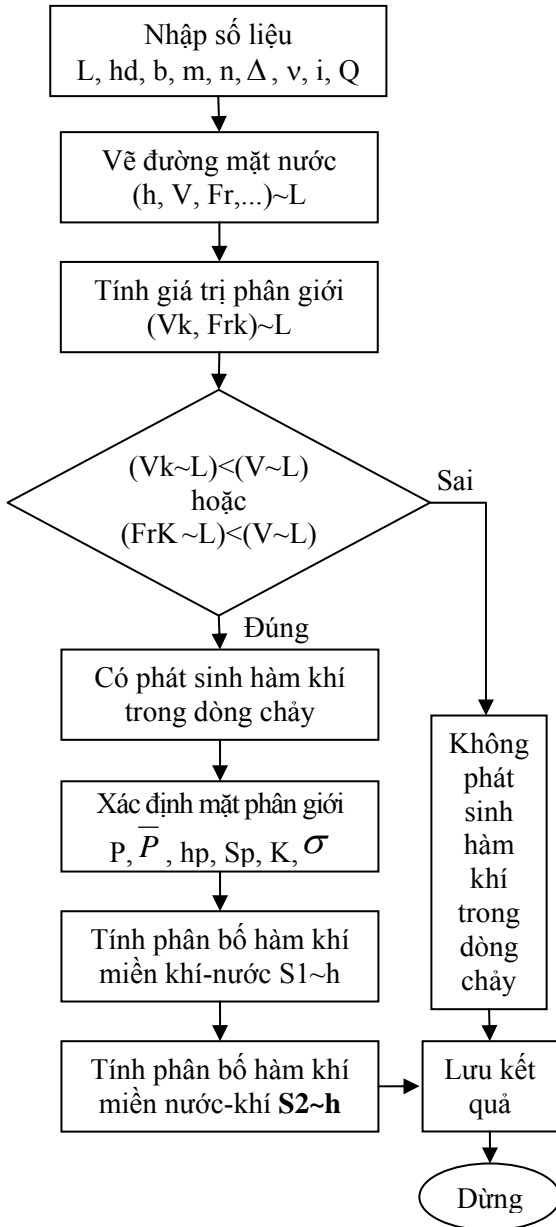 Nhập số liệu
L, hd, b, m, n, Δ, ν, i, Q
Vẽ đường mặt nước
(h, V, Fr,...)~L
Tính giá trị phân giới
(Vk, Frk)~L
(Vk~L)<(V~L)
hoặc
(FrK ~L)<(V~L)
Sai
Đúng
Có phát sinh hàm khí
trong dòng chảy
Xác định mặt phân giới
P, P̅, hp, Sp, K, σ
Tính phân bố hàm khí
miền khí-nước S1~h
Tính phân bố hàm khí
miền nước-khí S2~h
Không
phát
sinh
hàm
khí
trong
dòng
chảy
Lưu kết
quả
Dừng